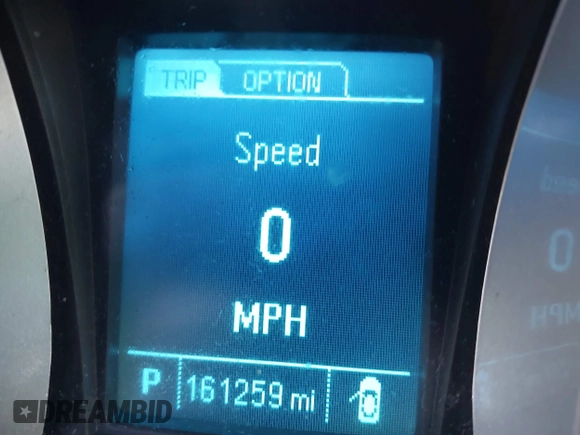 TRIP OPTION
Speed
0
MPH
P 161259 mi
DREAMBID